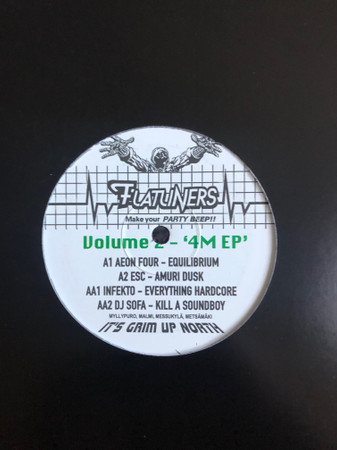 FLATLINERS
Make your PARTY BEEP!!
Volume 2 - '4M EP'
A1 AEON FOUR - EQUILIBRIUM
A2 ESC - AMURI DUSK
AA1 INFEKTO - EVERYTHING HARDCORE
AA2 DJ SOFA - KILL A SOUNDBOY
MYLLYPURO, MALMI, MESSUKYLÄ, METSÄMÄKI
IT'S GRIM UP NORTH